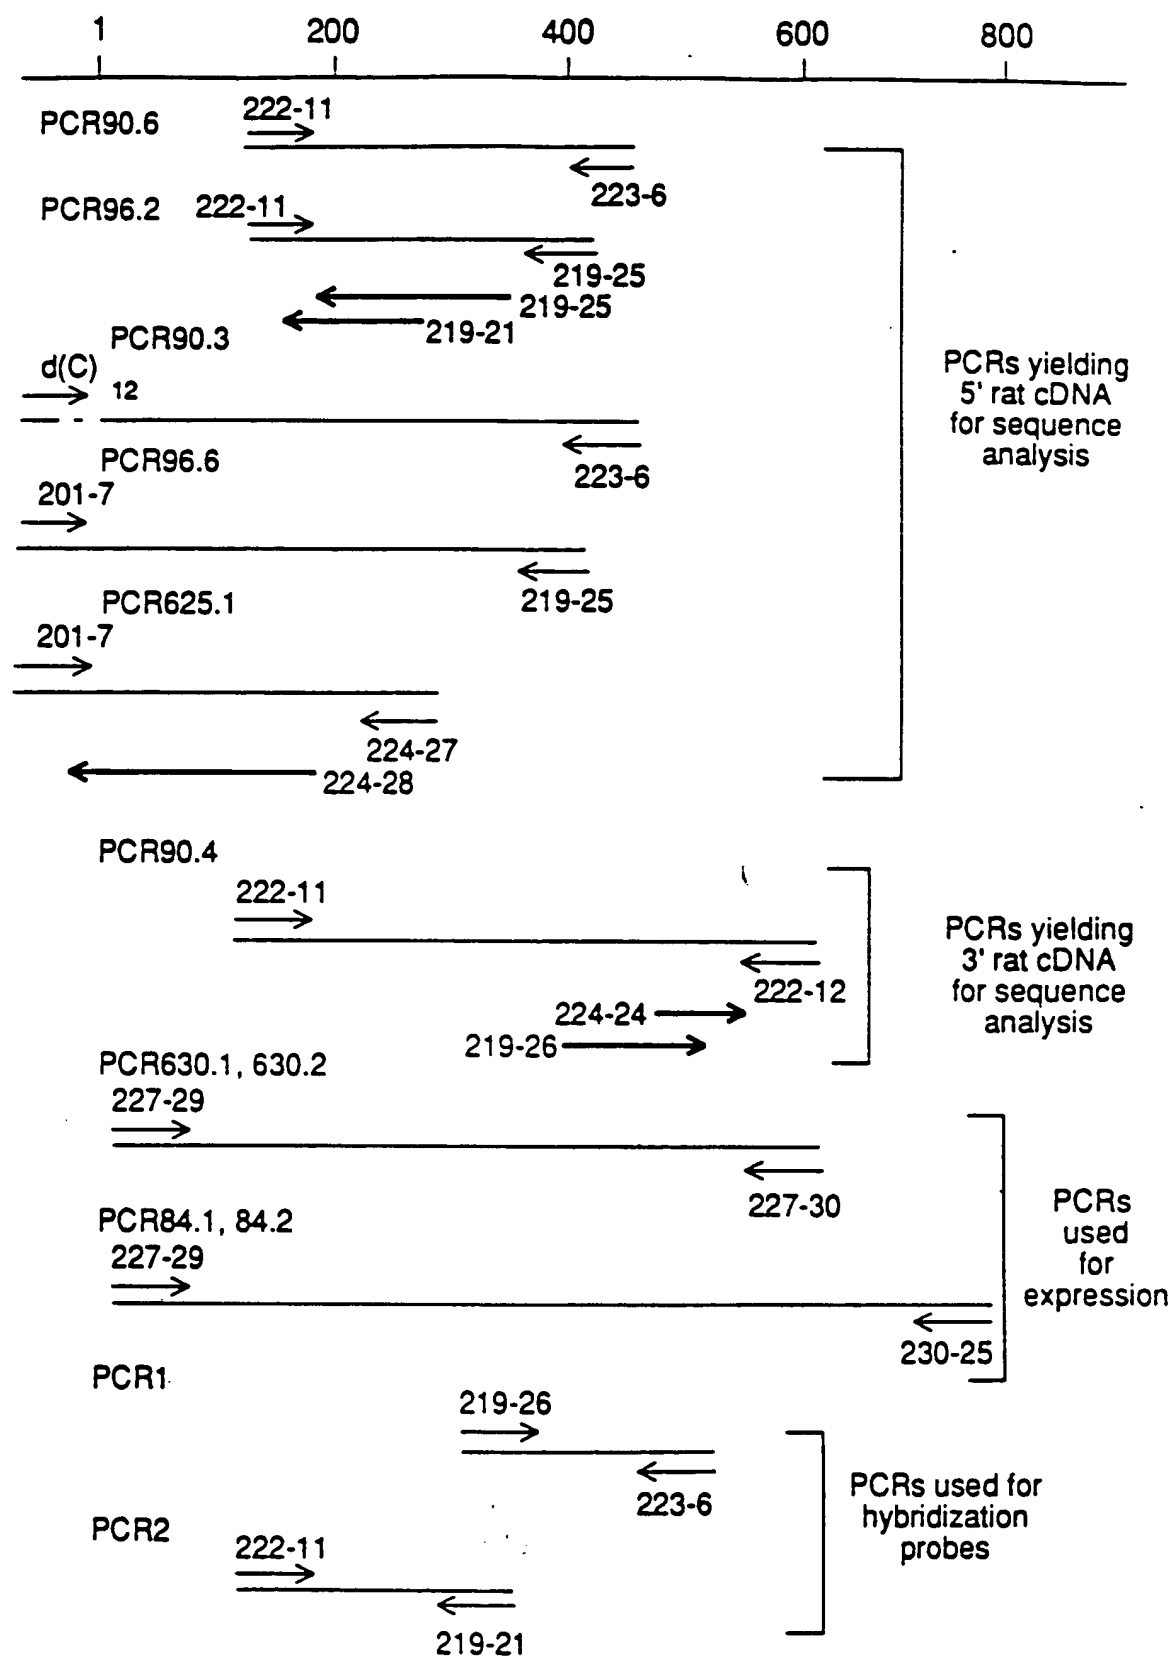 1 200 400 600 800
PCR90.6
222-11
223-6
PCR96.2
222-11
219-25
219-25
219-21
PCR90.3
d(C)
12
223-6
PCR96.6
201-7
219-25
PCR625.1
201-7
224-27
224-28
PCRs yielding
5' rat cDNA
for sequence
analysis
PCR90.4
222-11
222-12
224-24
219-26
PCRs yielding
3' rat cDNA
for sequence
analysis
PCR630.1, 630.2
227-29
227-30
PCR84.1, 84.2
227-29
230-25
PCRs
used
for
expression
PCR1
219-26
223-6
PCR2
222-11
219-21
PCRs used for
hybridization
probes